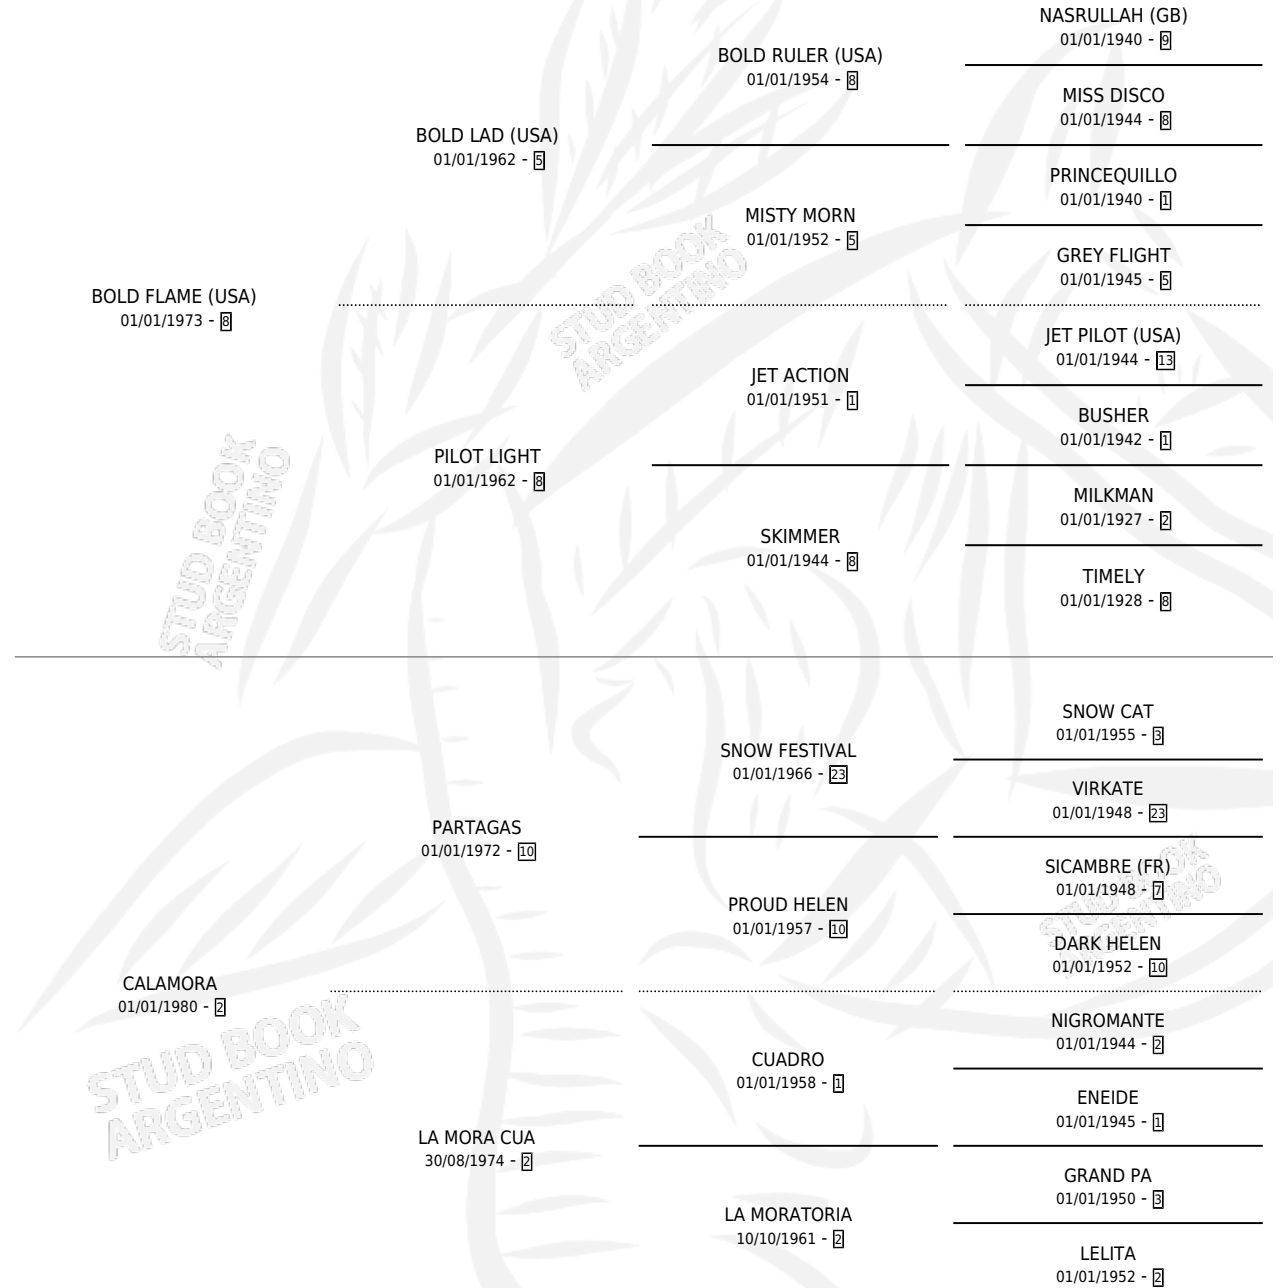 NASRULLAH (GB)
01/01/1940 - 9
BOLD RULER (USA)
01/01/1954 - 8
MISS DISCO
01/01/1944 - 8
BOLD LAD (USA)
01/01/1962 - 5
PRINCEQUILLO
01/01/1940 - 1
MISTY MORN
01/01/1952 - 5
GREY FLIGHT
01/01/1945 - 5
BOLD FLAME (USA)
01/01/1973 - 8
JET PILOT (USA)
01/01/1944 - 13
JET ACTION
01/01/1951 - 1
BUSHER
01/01/1942 - 1
PILOT LIGHT
01/01/1962 - 8
MILKMAN
01/01/1927 - 2
SKIMMER
01/01/1944 - 8
TIMELY
01/01/1928 - 8
STUD BOOK
ARGENTINO
STUD BOOK
ARGENTINO
SNOW CAT
01/01/1955 - 3
SNOW FESTIVAL
01/01/1966 - 23
VIRKATE
01/01/1948 - 23
PARTAGAS
01/01/1972 - 10
SICAMBRE (FR)
01/01/1948 - 7
PROUD HELEN
01/01/1957 - 10
DARK HELEN
01/01/1952 - 10
STUD BOOK
ARGENTINO
CALAMORA
01/01/1980 - 2
NIGROMANTE
01/01/1944 - 2
CUADRO
01/01/1958 - 1
ENEIDE
01/01/1945 - 1
STUD BOOK
ARGENTINO
LA MORA CUA
30/08/1974 - 2
GRAND PA
01/01/1950 - 3
LA MORATORIA
10/10/1961 - 2
LELITA
01/01/1952 - 2